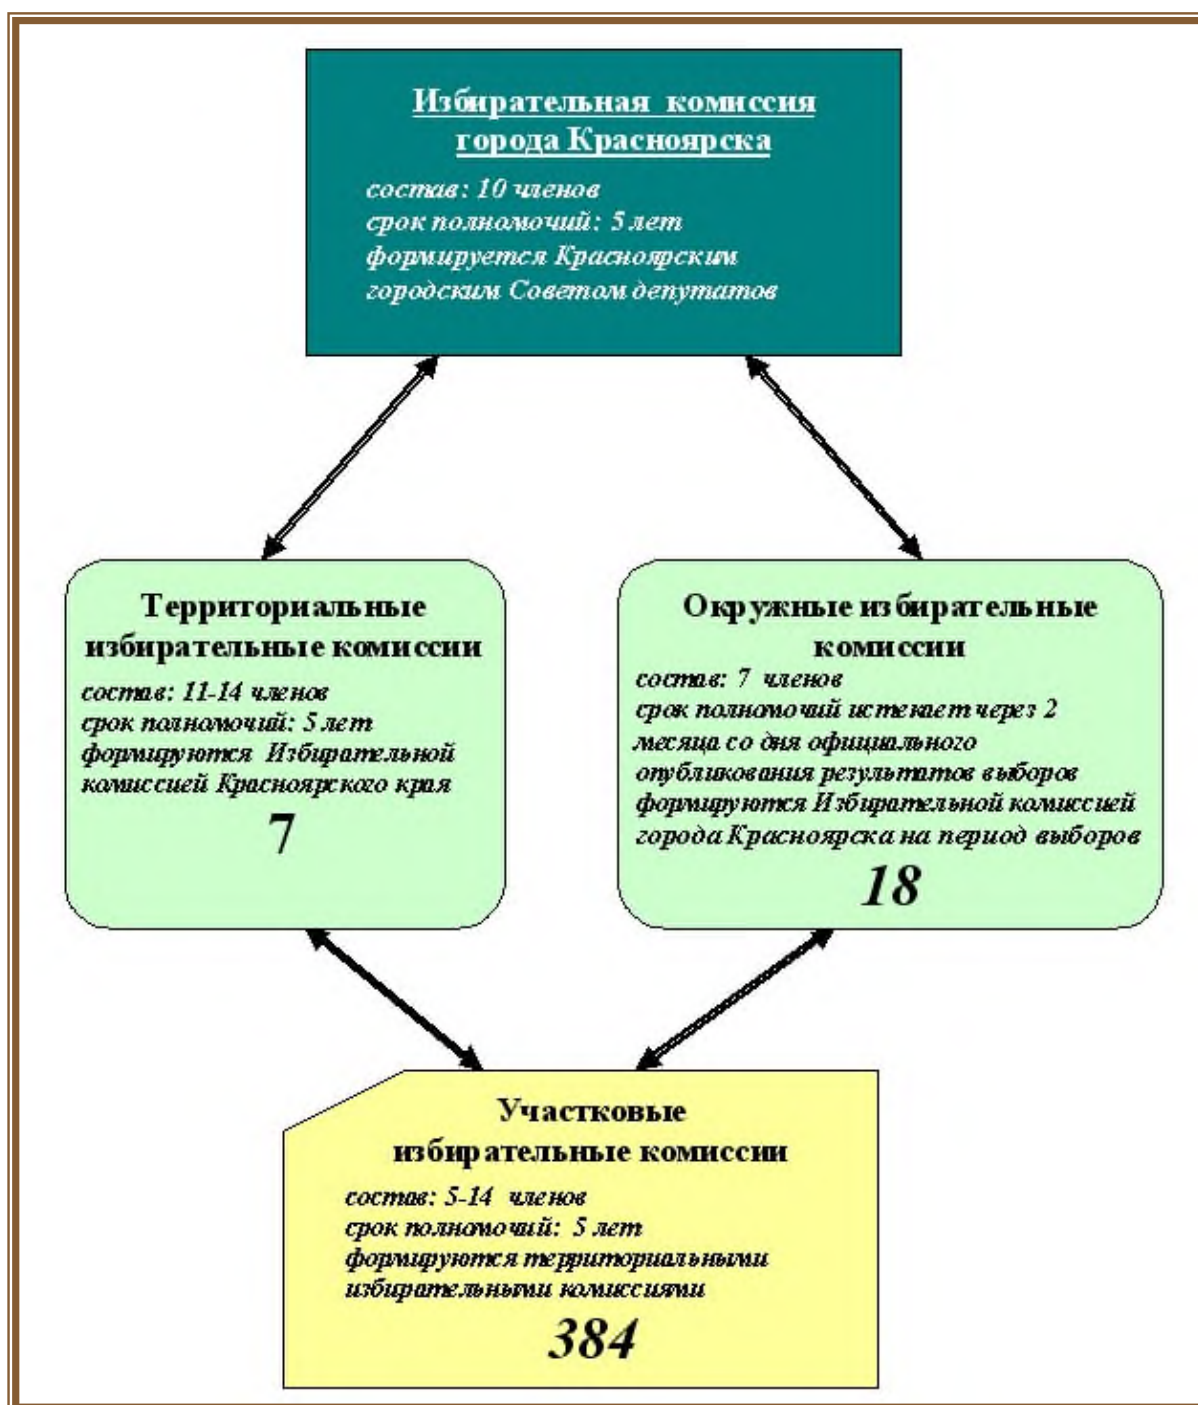 Избирательная комиссия
города Красноярска
состав: 10 членов
срок полномочий: 5 лет
формируется Красноярским
городским Советом депутатов
Территориальные
избирательные комиссии
состав: 11-14 членов
срок полномочий: 5 лет
формируются Избирательной
комиссией Красноярского края
7
Окружные избирательные
комиссии
состав: 7 членов
срок полномочий истекает через 2
месяца со дня официального
опубликования результатов выборов
формируются Избирательной комиссией
города Красноярска на период выборов
18
Участковые
избирательные комиссии
состав: 5-14 членов
срок полномочий: 5 лет
формируются территориальными
избирательными комиссиями
384